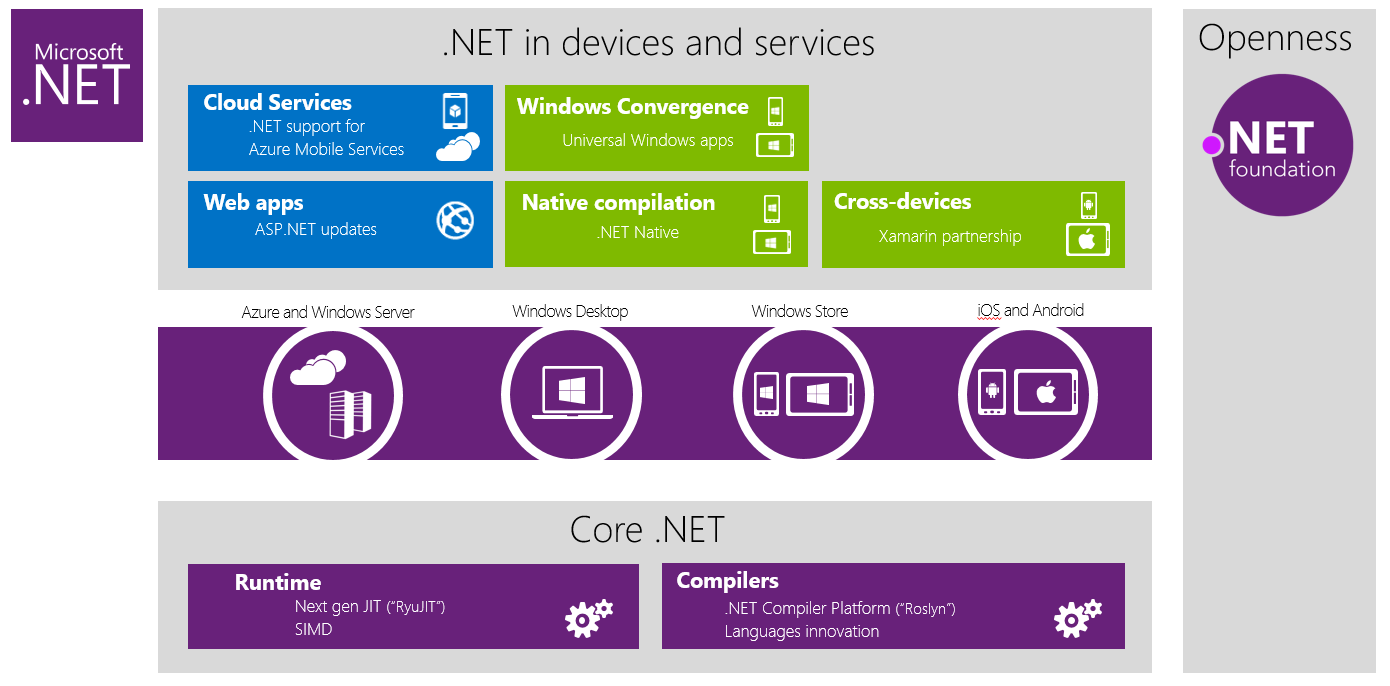 Microsoft
.NET
.NET in devices and services
Cloud Services
.NET support for
Azure Mobile Services
Windows Convergence
Universal Windows apps
Web apps
ASP.NET updates
Native compilation
.NET Native
Cross-devices
Xamarin partnership
Azure and Windows Server
Windows Desktop
Windows Store
iOS and Android
Core .NET
Runtime
Next gen JIT (“RyuJIT”)
SIMD
Compilers
.NET Compiler Platform (“Roslyn”)
Languages innovation
Openness
.NET
foundation